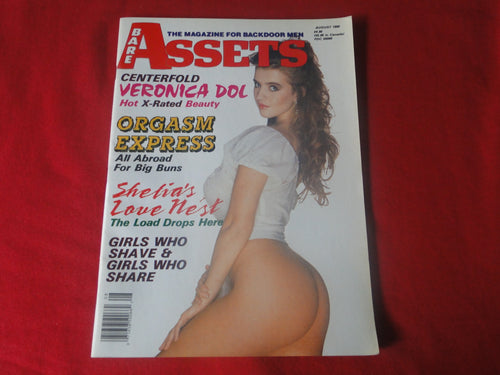 THE MAGAZINE FOR BACKDOOR MEN
BARE
ASSETS
CENTERFOLD
VERONICA DOL
Hot X-Rated Beauty
ORGASM
EXPRESS
All Abroad
For Big Buns
Shelia's
Love Nest
The Load Drops Here
GIRLS WHO
SHAVE &
GIRLS WHO
SHARE